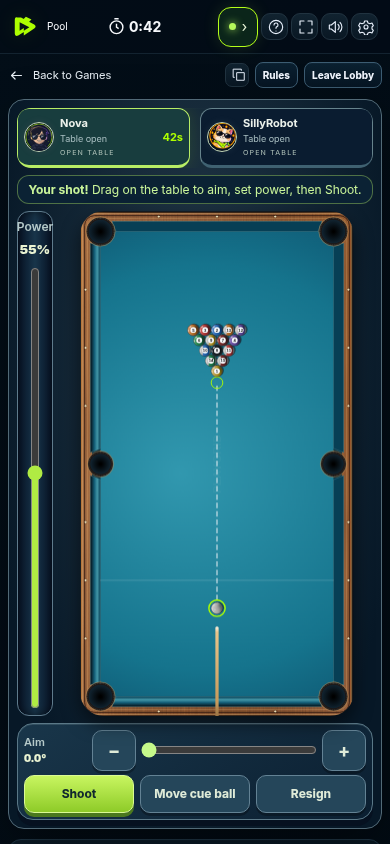 Pool
0:42
Back to Games
Rules
Leave Lobby
Nova
Table open
OPEN TABLE
42s
SillyRobot
Table open
OPEN TABLE
Your shot! Drag on the table to aim, set power, then Shoot.
Power
55%
Aim
0.0°
Shoot
Move cue ball
Resign